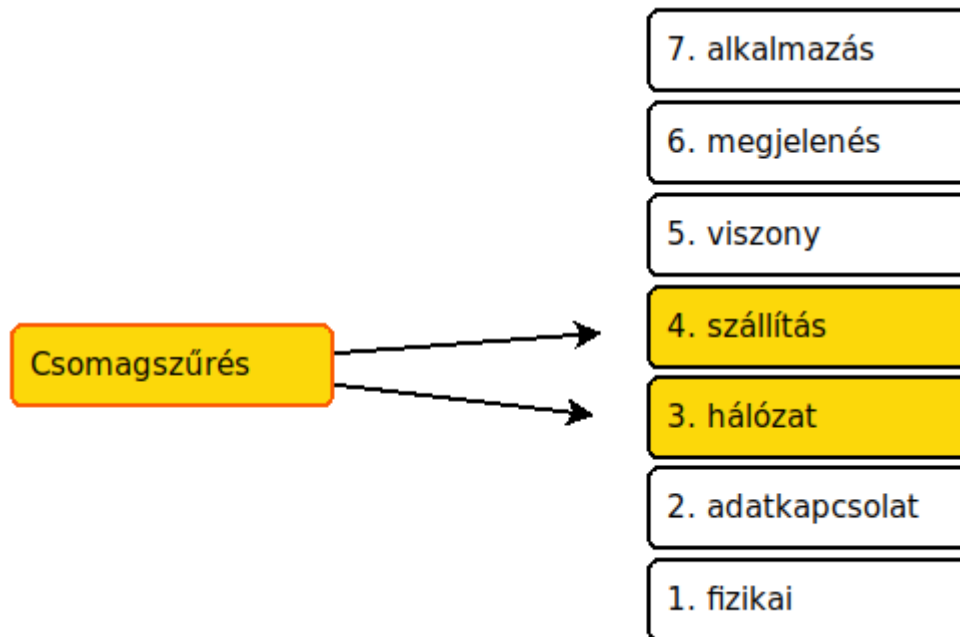 7. alkalmazás
6. megjelenés
5. viszony
4. szállítás
Csomagszűrés
3. hálózat
2. adatkapcsolat
1. fizikai